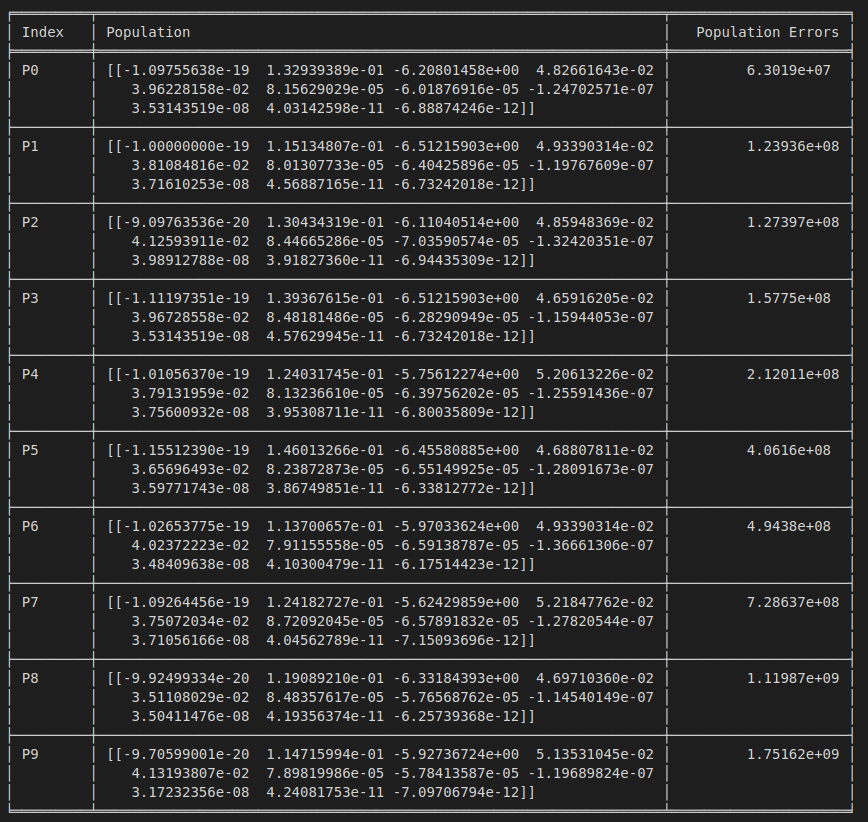 Index Population Population Errors
P0 [[-1.09755638e-19 1.32939389e-01 -6.20801458e+00 4.82661643e-02 6.3019e+07
3.96228158e-02 8.15629029e-05 -6.01876916e-05 -1.24702571e-07
3.53143519e-08 4.03142598e-11 -6.88874246e-12]]
P1 [[-1.00000000e-19 1.15134807e-01 -6.51215903e+00 4.93390314e-02 1.23936e+08
3.81084816e-02 8.01307733e-05 -6.40425896e-05 -1.19767609e-07
3.71610253e-08 4.56887165e-11 -6.73242018e-12]]
P2 [[-9.09763536e-20 1.30434319e-01 -6.11040514e+00 4.85948369e-02 1.27397e+08
4.12593911e-02 8.44665286e-05 -7.03590574e-05 -1.32420351e-07
3.98912788e-08 3.91827360e-11 -6.94435309e-12]]
P3 [[-1.11197351e-19 1.39367615e-01 -6.51215903e+00 4.65916205e-02 1.5775e+08
3.96728558e-02 8.48181486e-05 -6.28290949e-05 -1.15944053e-07
3.53143519e-08 4.57629945e-11 -6.73242018e-12]]
P4 [[-1.01056370e-19 1.24031745e-01 -5.75612274e+00 5.20613226e-02 2.12011e+08
3.79131959e-02 8.13236610e-05 -6.39756202e-05 -1.25591436e-07
3.75600932e-08 3.95308711e-11 -6.80035809e-12]]
P5 [[-1.15512390e-19 1.46013266e-01 -6.45580885e+00 4.68807811e-02 4.0616e+08
3.65696493e-02 8.23872873e-05 -6.55149925e-05 -1.28091673e-07
3.59771743e-08 3.86749851e-11 -6.33812772e-12]]
P6 [[-1.02653775e-19 1.13700657e-01 -5.97033624e+00 4.93390314e-02 4.9438e+08
4.02372223e-02 7.91155558e-05 -6.59138787e-05 -1.36661306e-07
3.48409638e-08 4.10300479e-11 -6.17514423e-12]]
P7 [[-1.09264456e-19 1.24182727e-01 -5.62429859e+00 5.21847762e-02 7.28637e+08
3.75072034e-02 8.72092045e-05 -6.57891832e-05 -1.27820544e-07
3.71056166e-08 4.04562789e-11 -7.15093696e-12]]
P8 [[-9.92499334e-20 1.19089210e-01 -6.33184393e+00 4.69710360e-02 1.11987e+09
3.51108029e-02 8.48357617e-05 -5.76568762e-05 -1.14540149e-07
3.50411476e-08 4.19356374e-11 -6.25739368e-12]]
P9 [[-9.70599001e-20 1.14715994e-01 -5.92736724e+00 5.13531045e-02 1.75162e+09
4.13193807e-02 7.89819986e-05 -5.78413587e-05 -1.19689824e-07
3.17232356e-08 4.24081753e-11 -7.09706794e-12]]